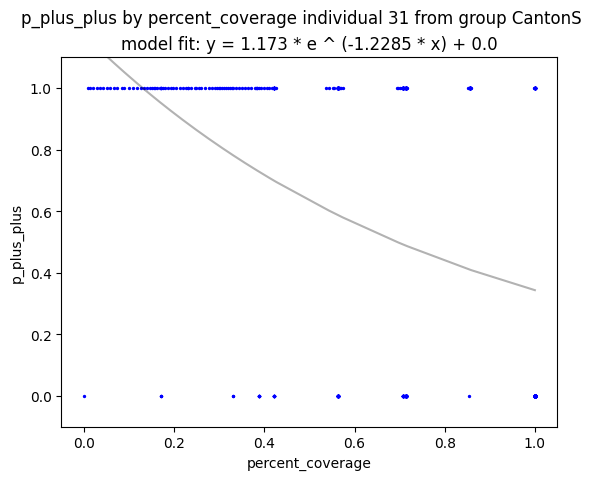 p_plus_plus by percent_coverage individual 31 from group CantonS
model fit: y = 1.173 * e ^ (-1.2285 * x) + 0.0
1.0
0.8
0.6
0.4
0.2
0.0
p_plus_plus
0.0 0.2 0.4 0.6 0.8 1.0
percent_coverage